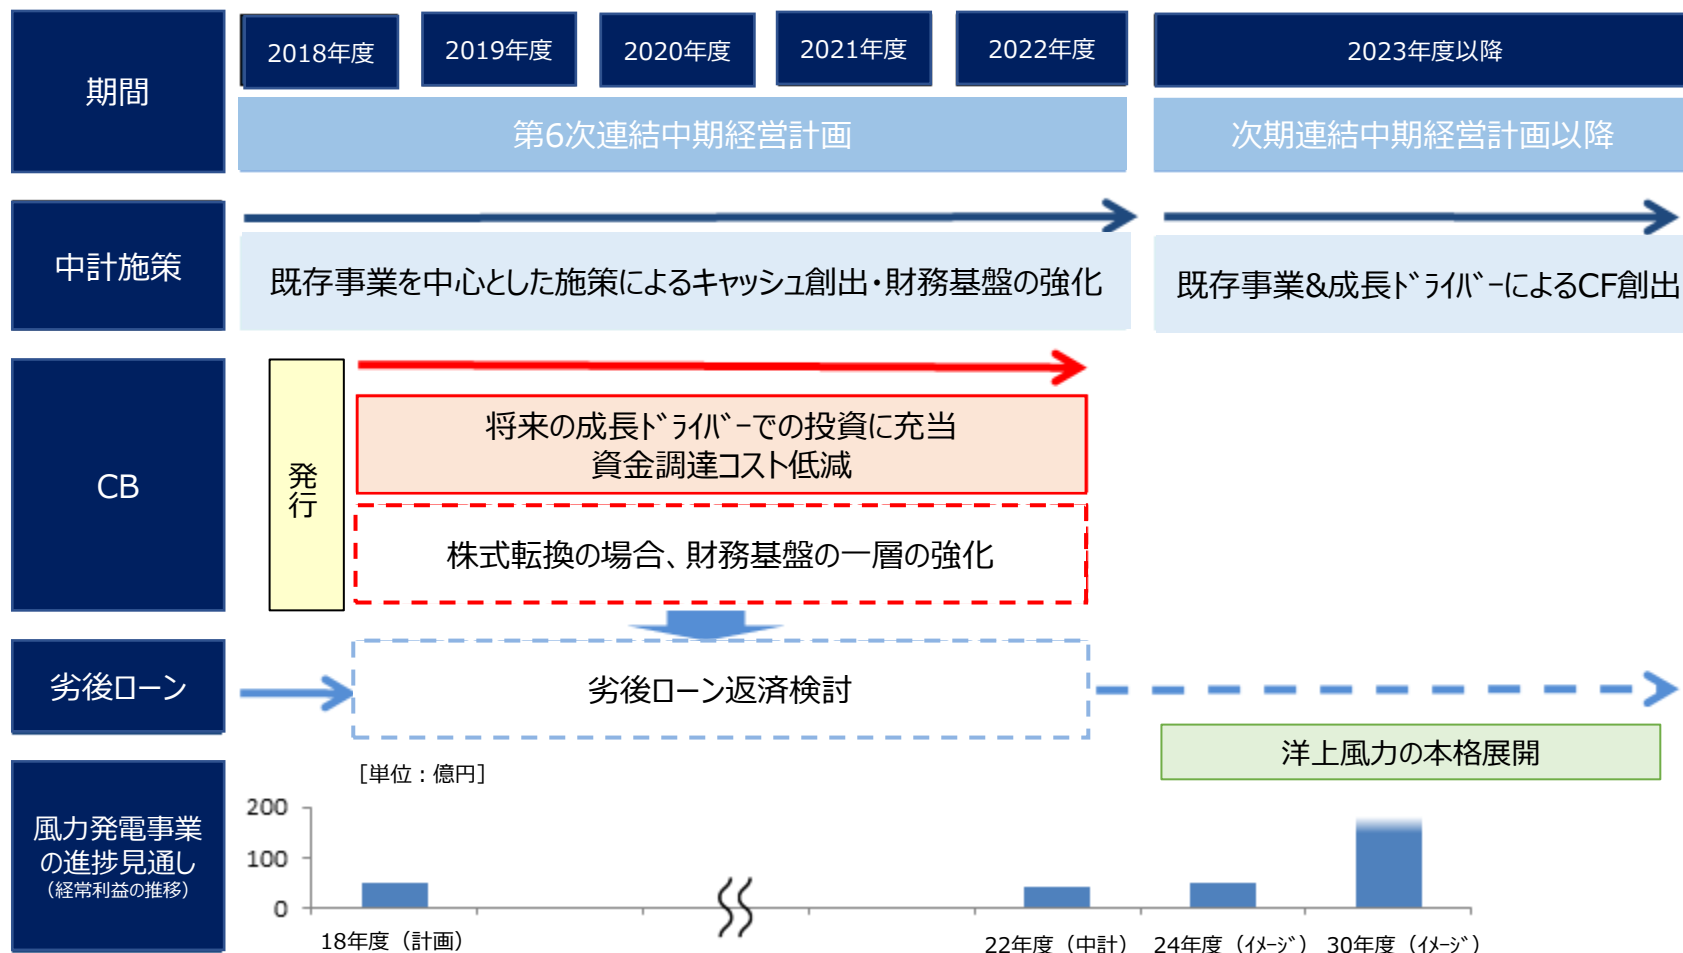 期間
2018年度
2019年度
2020年度
2021年度
2022年度
2023年度以降
第6次連結中期経営計画
次期連結中期経営計画以降
中計施策
既存事業を中心とした施策によるキャッシュ創出・財務基盤の強化
既存事業&成長ﾄﾞﾗｲﾊﾞｰによるCF創出
CB
発行
将来の成長ﾄﾞﾗｲﾊﾞｰでの投資に充当
資金調達コスト低減
株式転換の場合、財務基盤の一層の強化
劣後ローン
劣後ローン返済検討
洋上風力の本格展開
風力発電事業
の進捗見通し
（経常利益の推移）
［単位：億円］
200
100
0
18年度（計画）
22年度（中計）
24年度（ｲﾒｰｼﾞ）
30年度（ｲﾒｰｼﾞ）